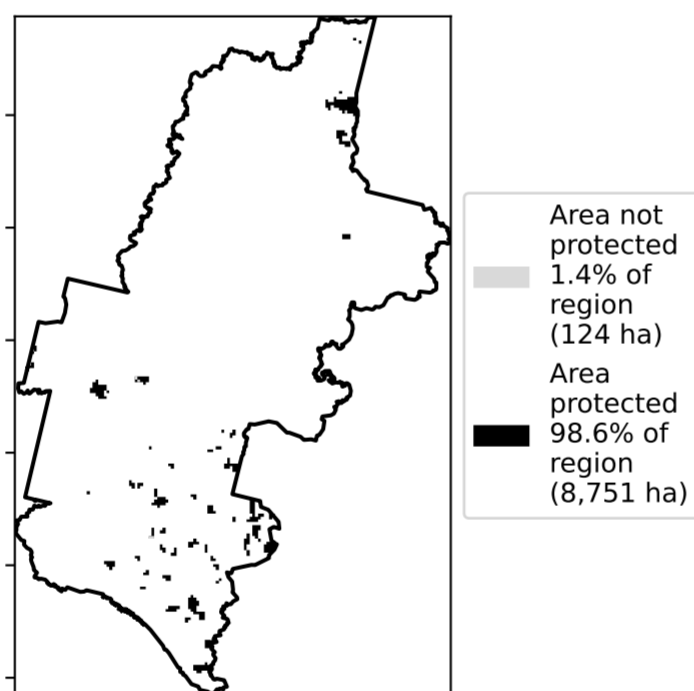 Area not
protected
1.4% of
region
(124 ha)
Area
protected
98.6% of
region
(8,751 ha)